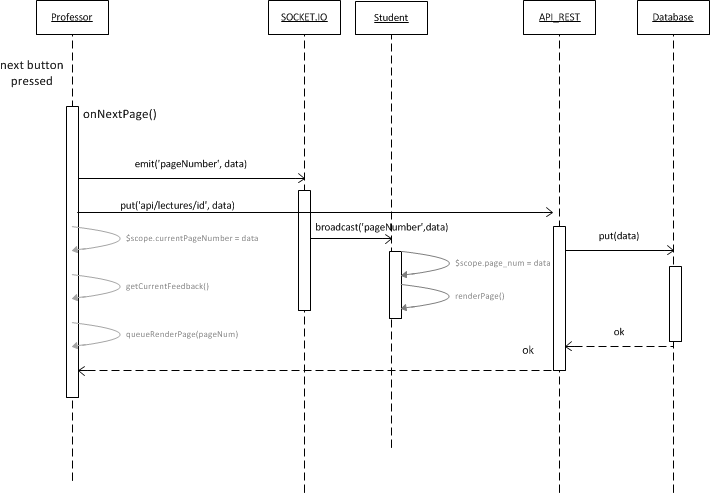 Professor
SOCKET.IO
Student
API_REST
Database
next button
pressed
onNextPage()
emit('pageNumber', data)
put('api/lectures/id', data)
broadcast('pageNumber',data)
$scope.currentPageNumber = data
put(data)
$scope.page_num = data
getCurrentFeedback()
renderPage()
queueRenderPage(pageNum)
ok
ok